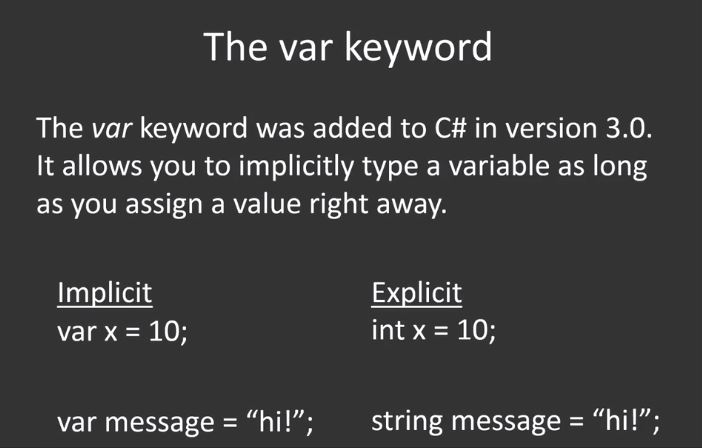 The var keyword
The var keyword was added to C# in version 3.0.
It allows you to implicitly type a variable as long
as you assign a value right away.
Implicit
var x = 10;
var message = “hi!”;
Explicit
int x = 10;
string message = “hi!”;